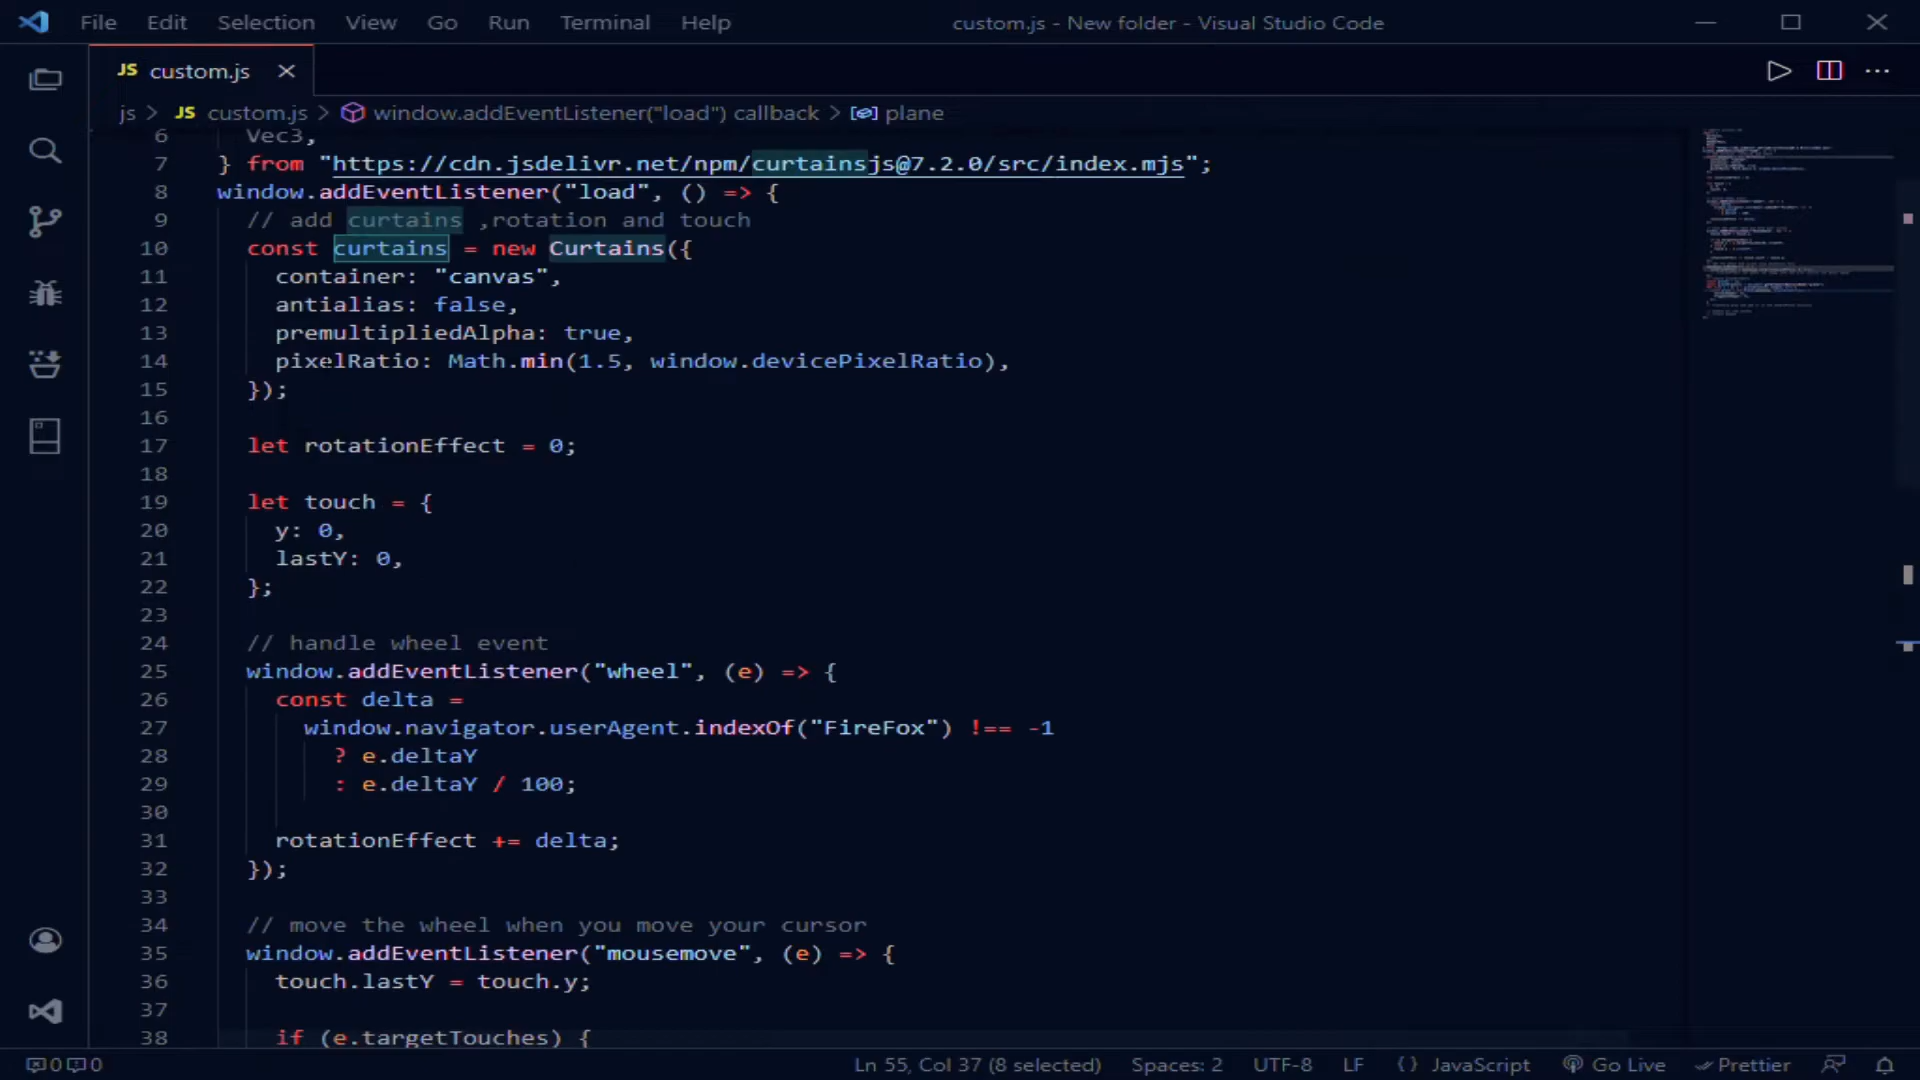 File Edit Selection View Go Run Terminal Help custom.js - New folder - Visual Studio Code
JS custom.js
js > JS custom.js > window.addEventListener("load") callback > plane
6 Vec3,
7 } from "https://cdn.jsdelivr.net/npm/curtainsjs@7.2.0/src/index.mjs";
8 window.addEventListener("load", () => {
9 // add curtains ,rotation and touch
10 const curtains = new Curtains({
11 container: "canvas",
12 antialias: false,
13 premultipliedAlpha: true,
14 pixelRatio: Math.min(1.5, window.devicePixelRatio),
15 });
16
17 let rotationEffect = 0;
18
19 let touch = {
20 y: 0,
21 lastY: 0,
22 };
23
24 // handle wheel event
25 window.addEventListener("wheel", (e) => {
26 const delta =
27 window.navigator.userAgent.indexOf("FireFox") !== -1
28 ? e.deltaY
29 : e.deltaY / 100;
30
31 rotationEffect += delta;
32 });
33
34 // move the wheel when you move your cursor
35 window.addEventListener("mousemove", (e) => {
36 touch.lastY = touch.y;
37
38 if (e.targetTouches) {
0 0 Ln 55, Col 37 (8 selected) Spaces: 2 UTF-8 LF {} JavaScript Go Live Prettier